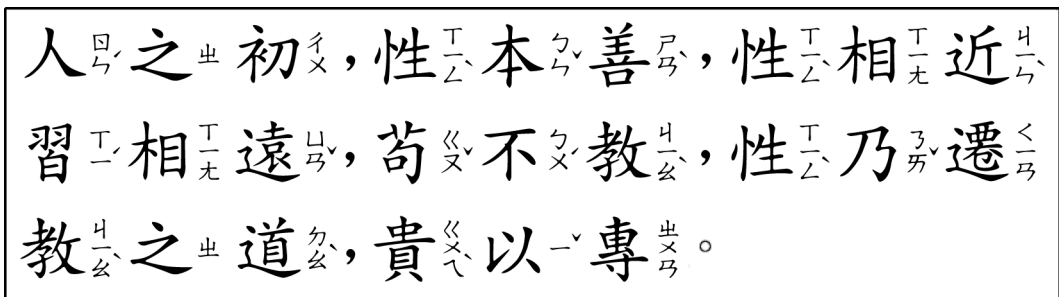 人ㄖㄣˊ之ㄓ初ㄔㄨ，性ㄒㄧㄥˋ本ㄅㄣˇ善ㄕㄢˋ，性ㄒㄧㄥˋ相ㄒㄧㄤ近ㄐㄧㄣˋ
習ㄒㄧˊ相ㄒㄧㄤ遠ㄩㄢˇ，苟ㄍㄡˇ不ㄅㄨˋ教ㄐㄧㄠˋ，性ㄒㄧㄥˋ乃ㄋㄞˇ遷ㄑㄧㄢ
教ㄐㄧㄠˋ之ㄓ道ㄉㄠˋ，貴ㄍㄨㄟˋ以ㄧˇ專ㄓㄨㄢ。